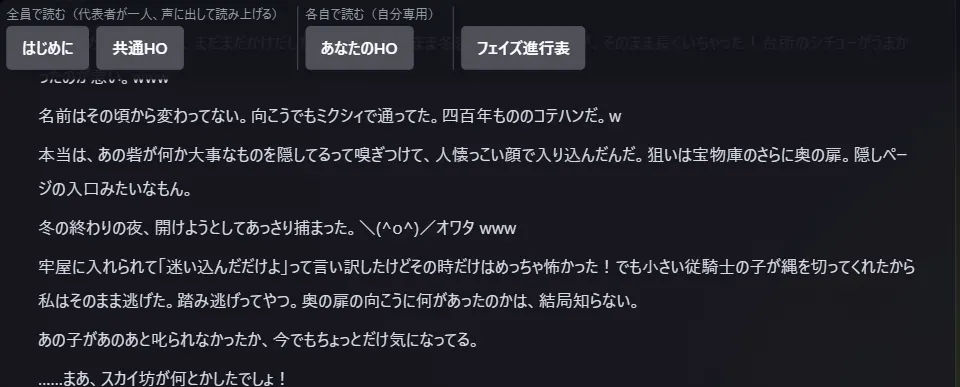 全員で読む（代表者が一人、声に出して読み上げる）
各自で読む（自分専用）
はじめに
共通HO
あなたのHO
フェイズ進行表
名前はその頃から変わってない。向こうでもミクシィで通ってた。四百年もののコテハンだ。w
本当は、あの砦が何か大事なものを隠してるって嗅ぎつけて、人懐っこい顔で入り込んだんだ。狙いは宝物庫のさらに奥の扉。隠しペー
ジの入口みたいなもん。
冬の終わりの夜、開けようとしてあっさり捕まった。＼(^o^)／オワタ www
牢屋に入れられて「迷い込んだだけよ」って言い訳したけどその時だけはめっちゃ怖かった！でも小さい従騎士の子が縄を切ってくれたから
私はそのまま逃げた。踏み逃げってやつ。奥の扉の向こうに何があったのかは、結局知らない。
あの子があのあと叱られなかったか、今でもちょっとだけ気になってる。
……まあ、スカイ坊が何とかしたでしょ！